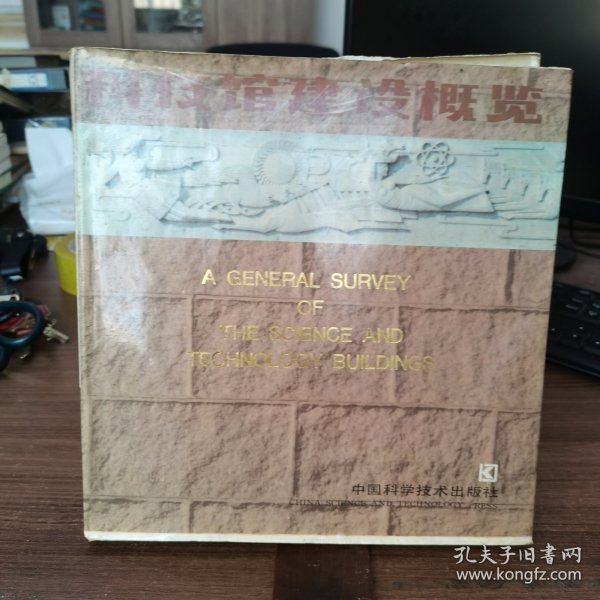 科技馆建设概览
A GENERAL SURVEY
OF
THE SCIENCE AND
TECHNOLOGY BUILDINGS
中国科学技术出版社
CHINA SCIENCE AND TECHNOLOGY PRESS
孔夫子旧书网
www.kongfz.com